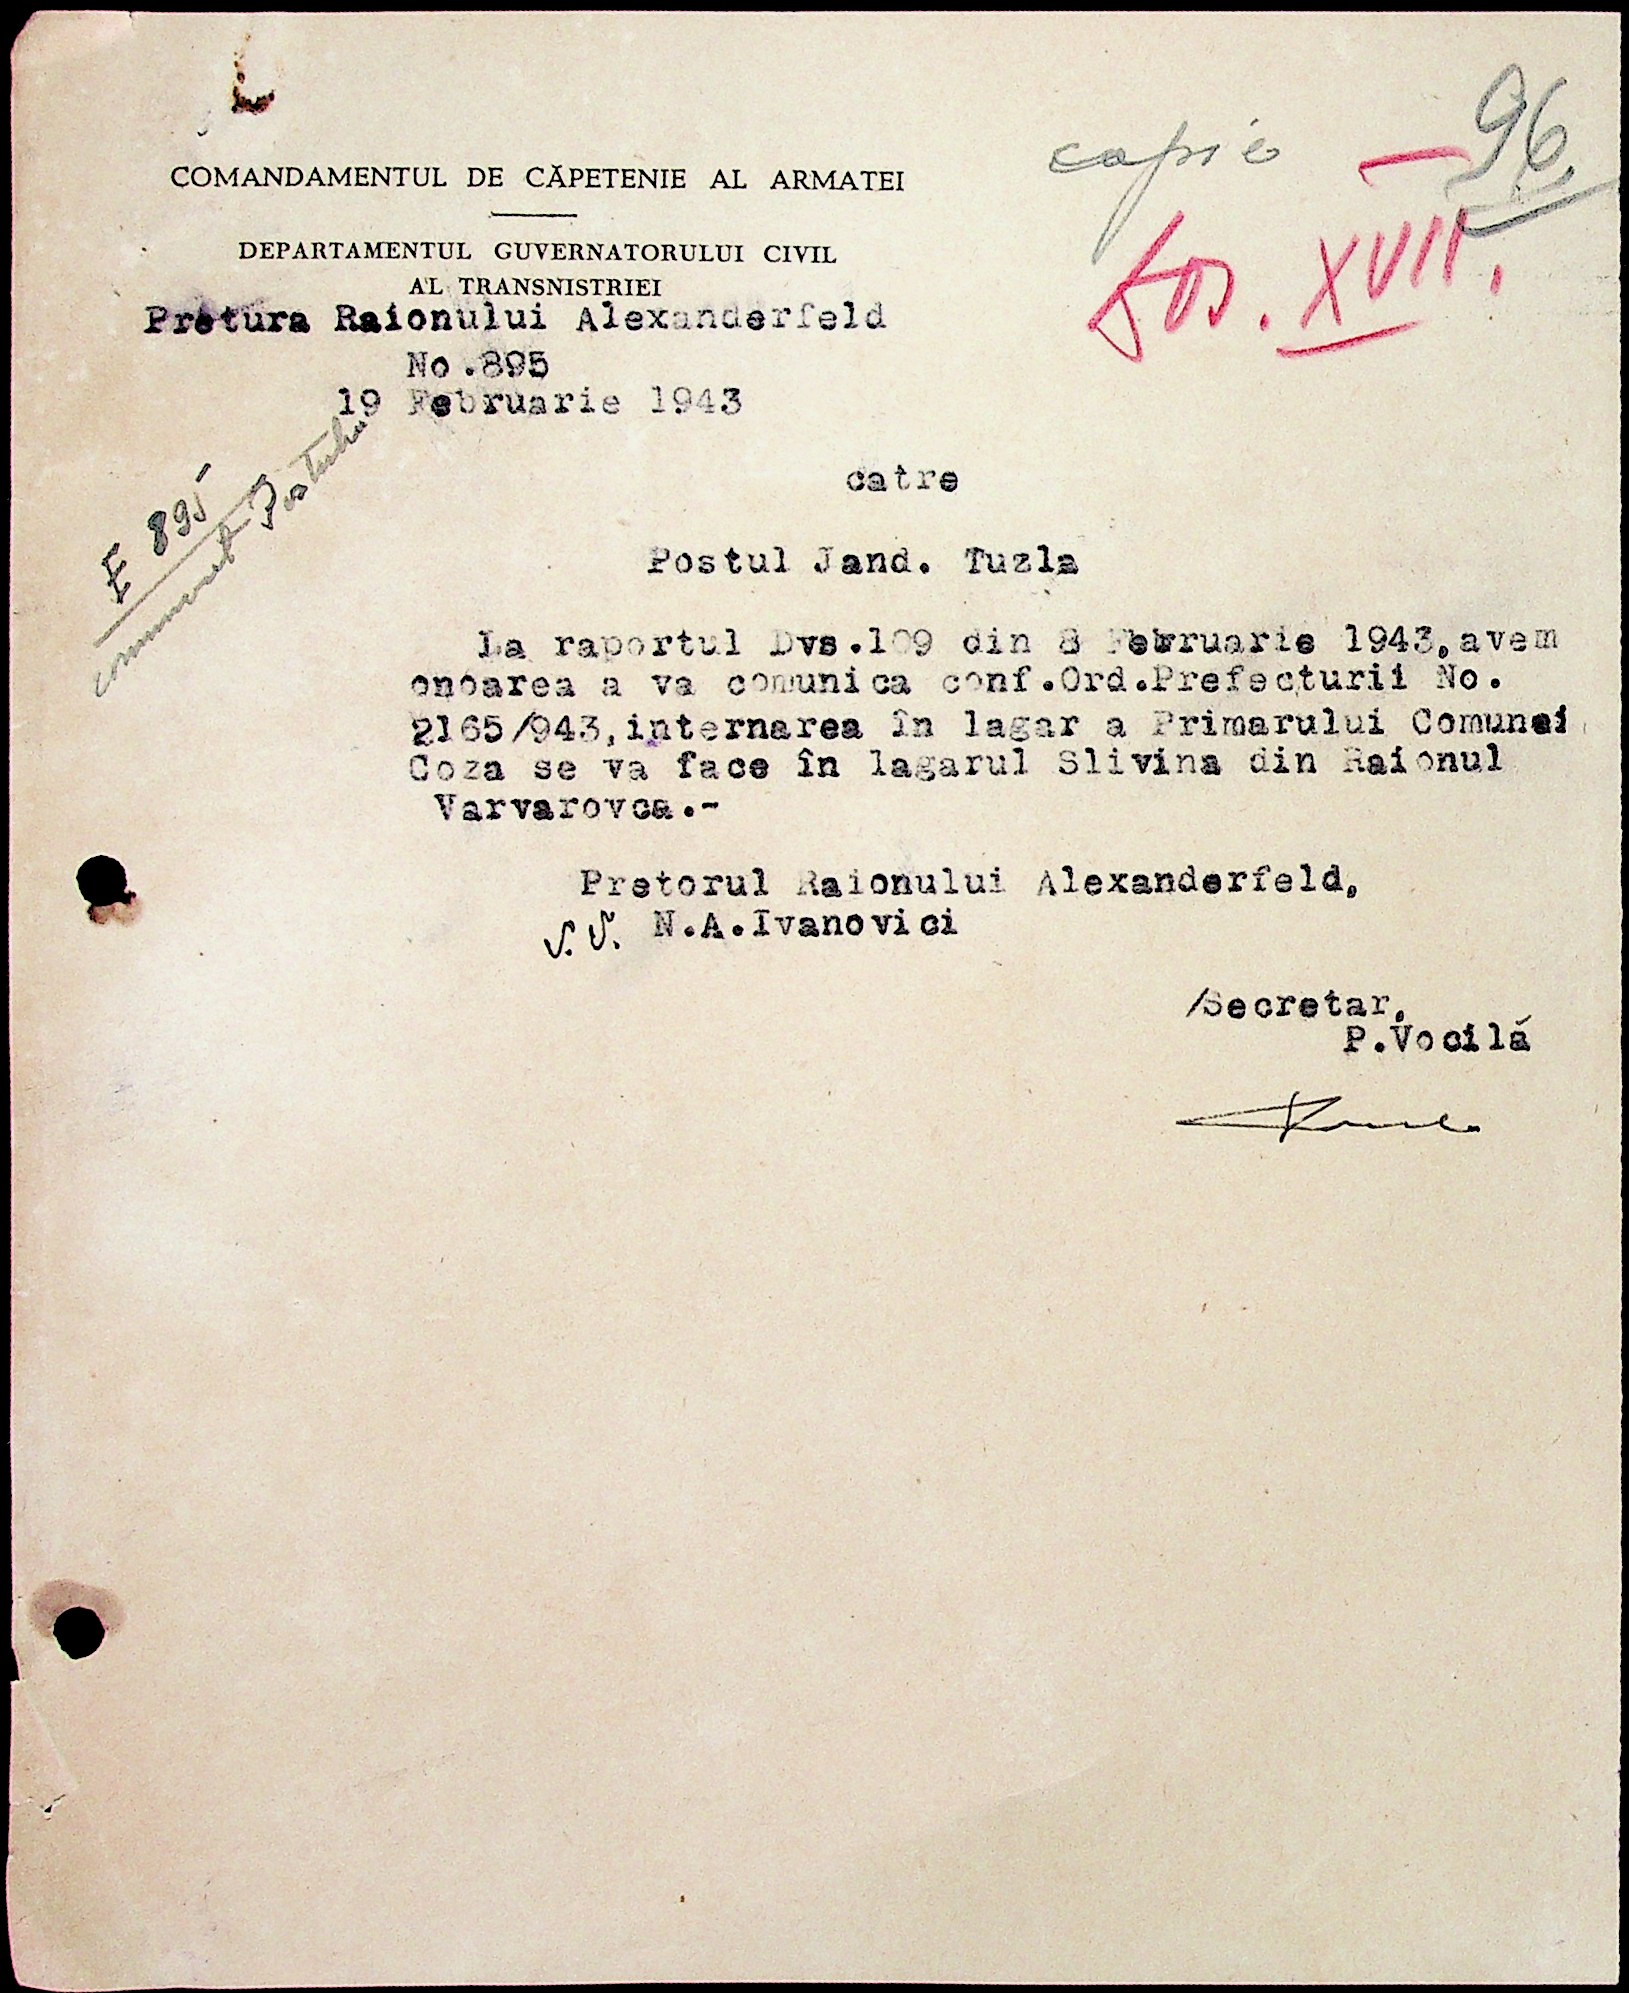 copie
96
Dos. XVII.
COMANDAMENTUL DE CĂPETENIE AL ARMATEI
DEPARTAMENTUL GUVERNATORULUI CIVIL
AL TRANSNISTRIEI
Pretura Raionului Alexanderfeld
No.895
19 Februarie 1943
E 895
comunicat Postului
catre
Postul Jand. Tuzla
La raportul Dvs.109 din 8 Februarie 1943,avem
onoarea a va comunica conf.Ord.Prefecturii No.
2165/943,internarea în lagar a Primarului Comunei
Coza se va face în lagarul Slivina din Raionul
Varvarovca.-
Pretorul Raionului Alexanderfeld,
N.A.Ivanovici
/Secretar,
P.Vocilă